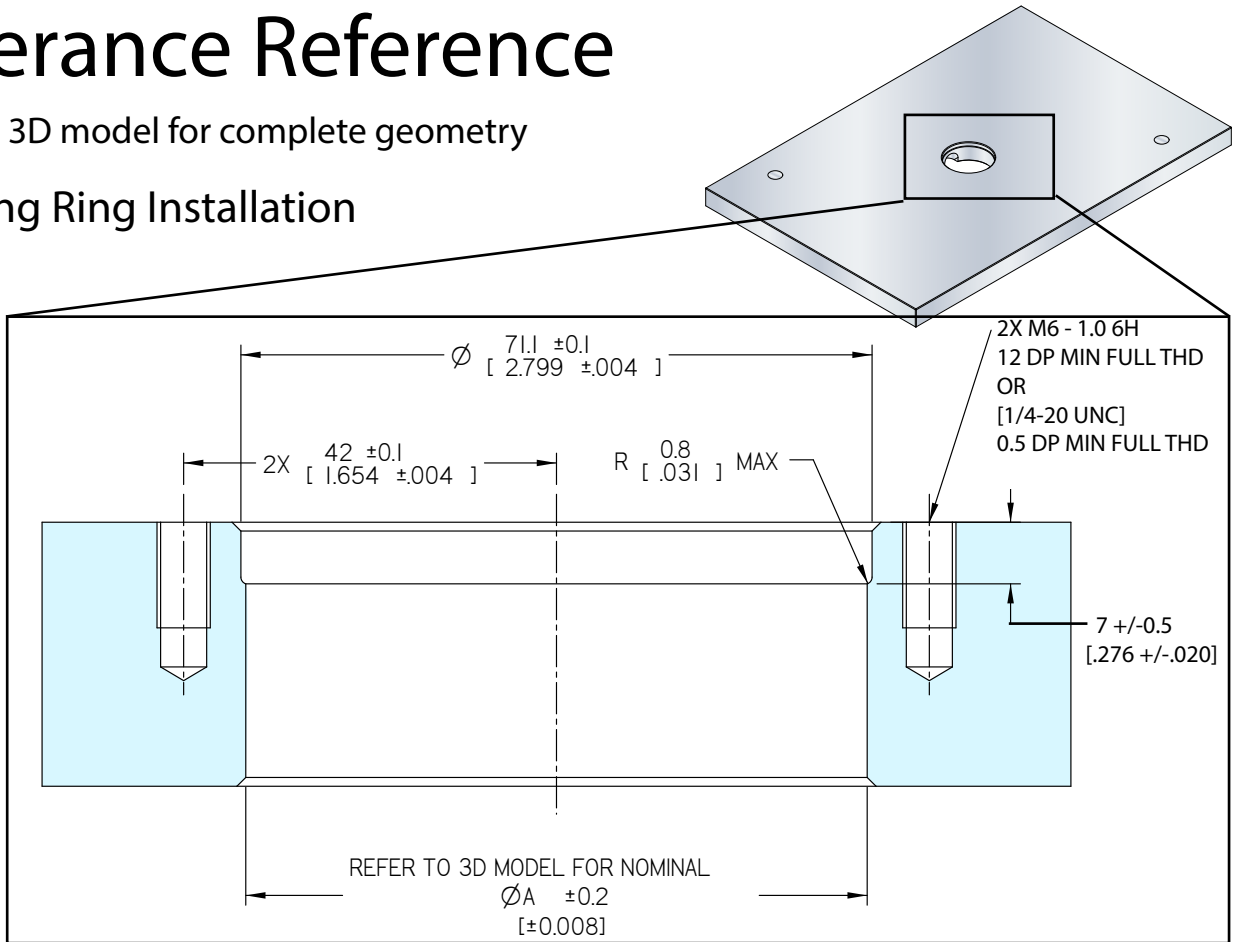 erance Reference
3D model for complete geometry
ng Ring Installation
2X M6 - 1.0 6H
12 DP MIN FULL THD
OR
[1/4-20 UNC]
0.5 DP MIN FULL THD
Ø 71.1 ±0.1
[ 2.799 ±.004 ]
2X 42 ±0.1
[ 1.654 ±.004 ]
R 0.8 MAX
[ .031 ]
7 +/-0.5
[.276 +/-.020]
REFER TO 3D MODEL FOR NOMINAL
ØA ±0.2
[±0.008]